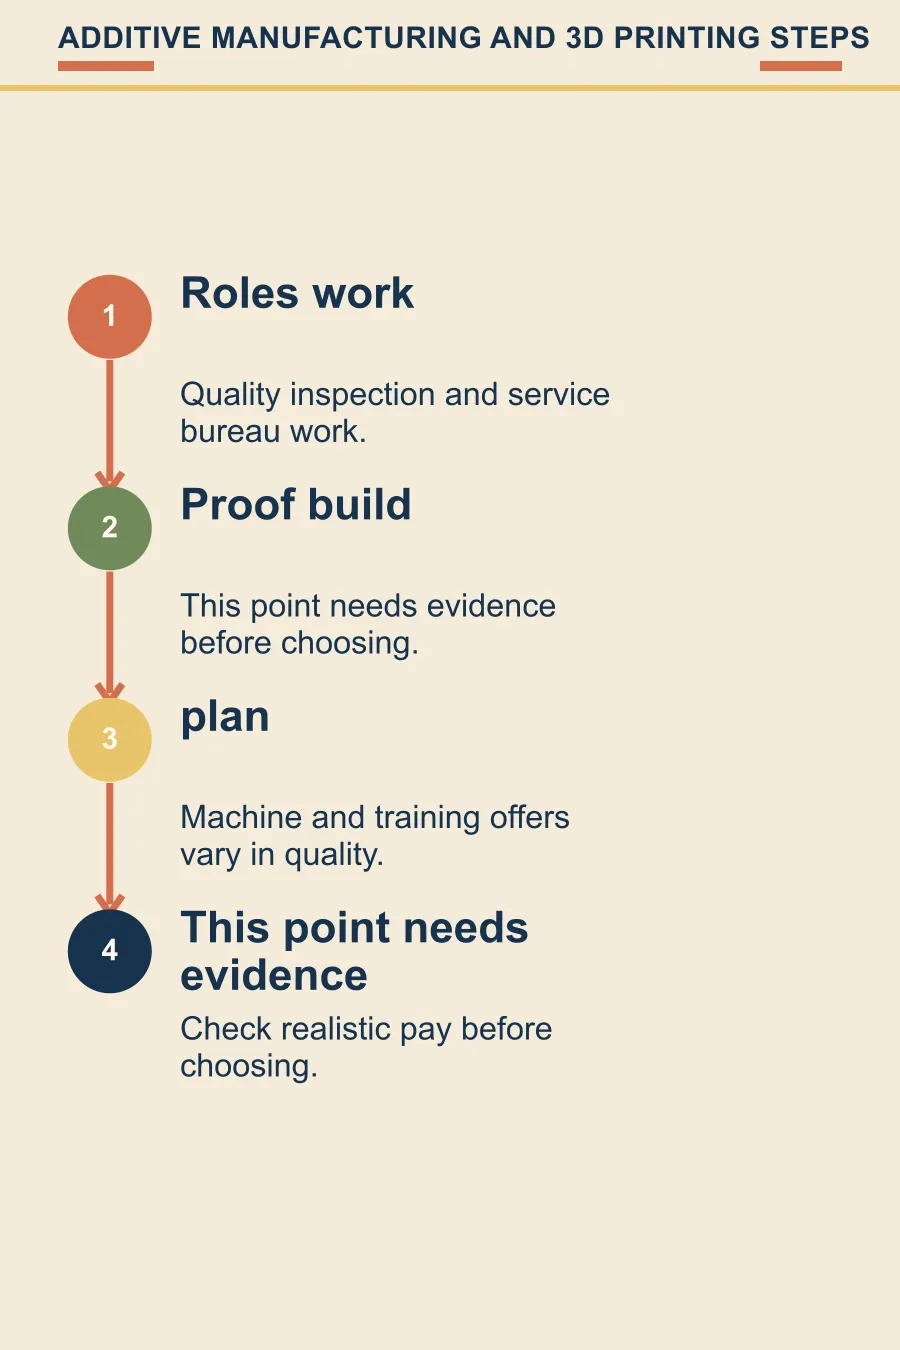 ADDITIVE MANUFACTURING AND 3D PRINTING STEPS
1
Roles work
Quality inspection and service
bureau work.
2
Proof build
This point needs evidence
before choosing.
3
plan
Machine and training offers
vary in quality.
4
This point needs
evidence
Check realistic pay before
choosing.